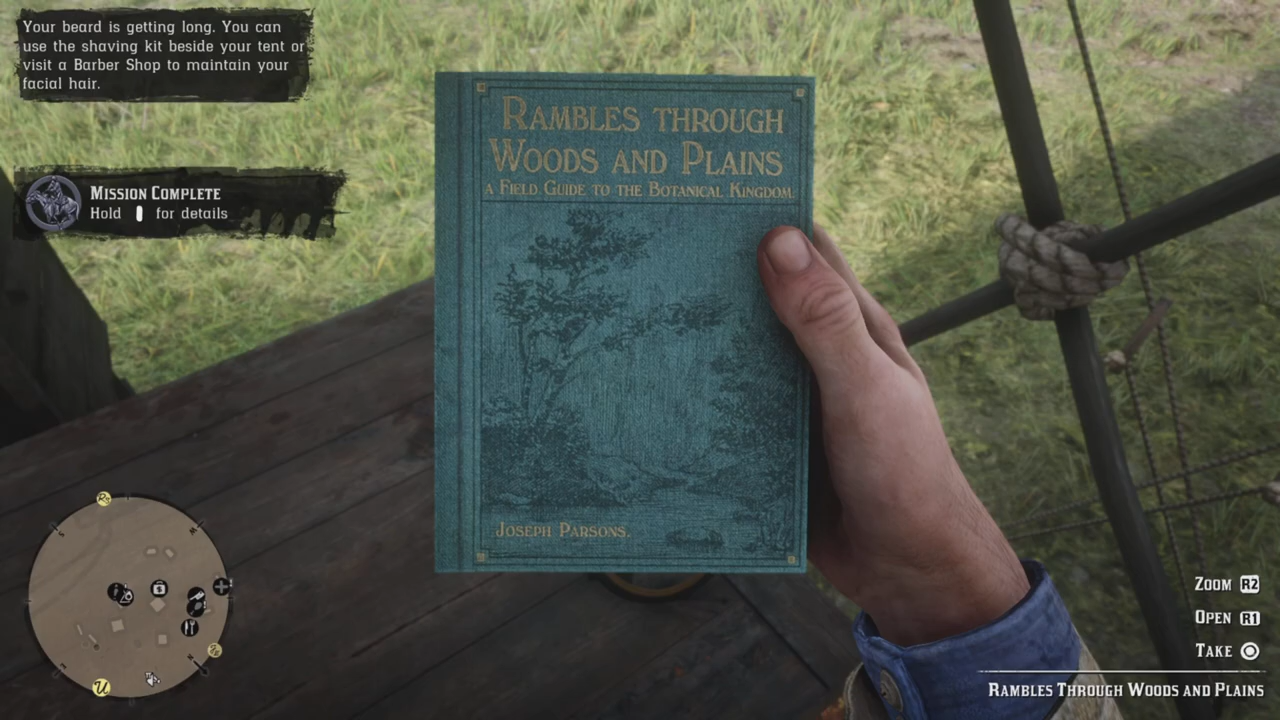 Your beard is getting long. You can
use the shaving kit beside your tent or
visit a Barber Shop to maintain your
facial hair.
Mission Complete
Hold for details
Rambles through
Woods and Plains
a Field Guide to the Botanical Kingdom.
Joseph Parsons.
Zoom R2
Open R1
Take
Rambles Through Woods and Plains
U